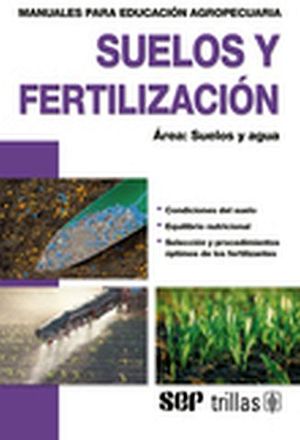 MANUALES PARA EDUCACIÓN AGROPECUARIA
SUELOS Y
FERTILIZACIÓN
Área: Suelos y agua
Condiciones del suelo
Equilibrio nutricional
Selección y procedimientos
óptimos de los fertilizantes
SEP trillas